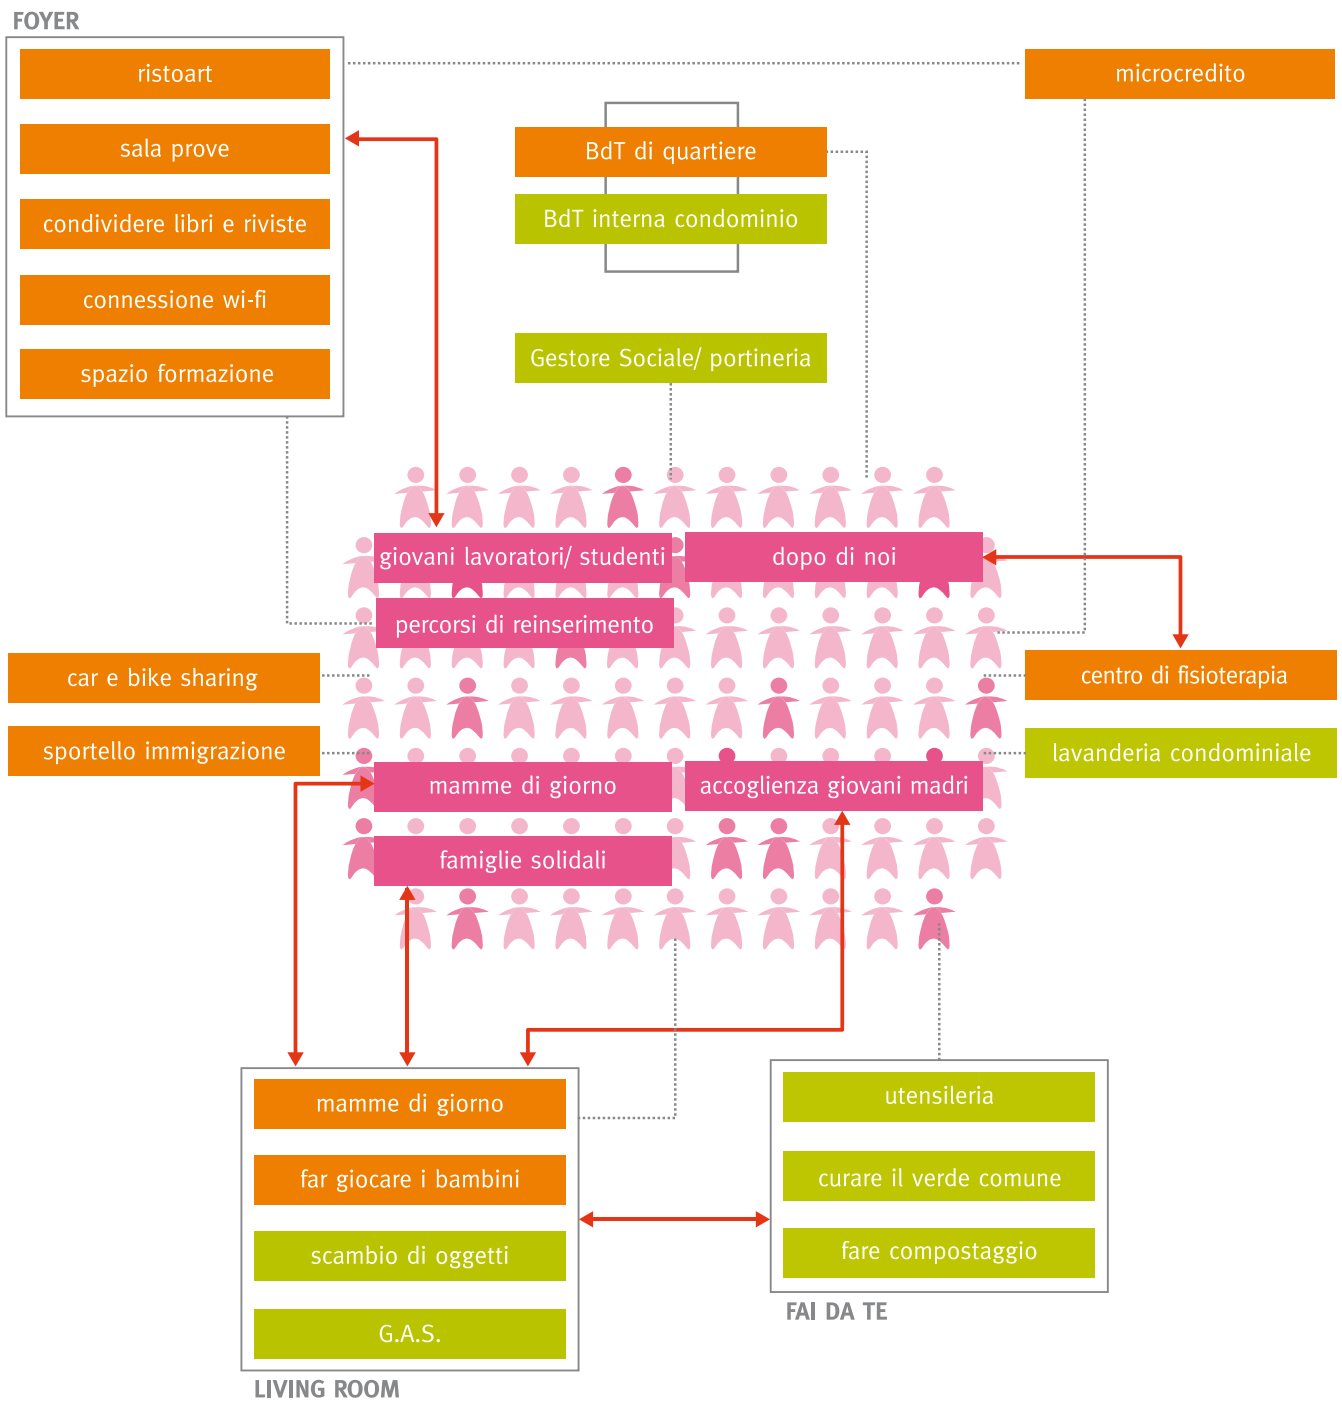 FOYER
ristoart
sala prove
condividere libri e riviste
connessione wi-fi
spazio formazione
microcredito
BdT di quartiere
BdT interna condominio
Gestore Sociale/ portineria
giovani lavoratori/ studenti
dopo di noi
percorsi di reinserimento
car e bike sharing
centro di fisioterapia
sportello immigrazione
lavanderia condominiale
mamme di giorno
accoglienza giovani madri
famiglie solidali
mamme di giorno
far giocare i bambini
scambio di oggetti
G.A.S.
LIVING ROOM
utensileria
curare il verde comune
fare compostaggio
FAI DA TE